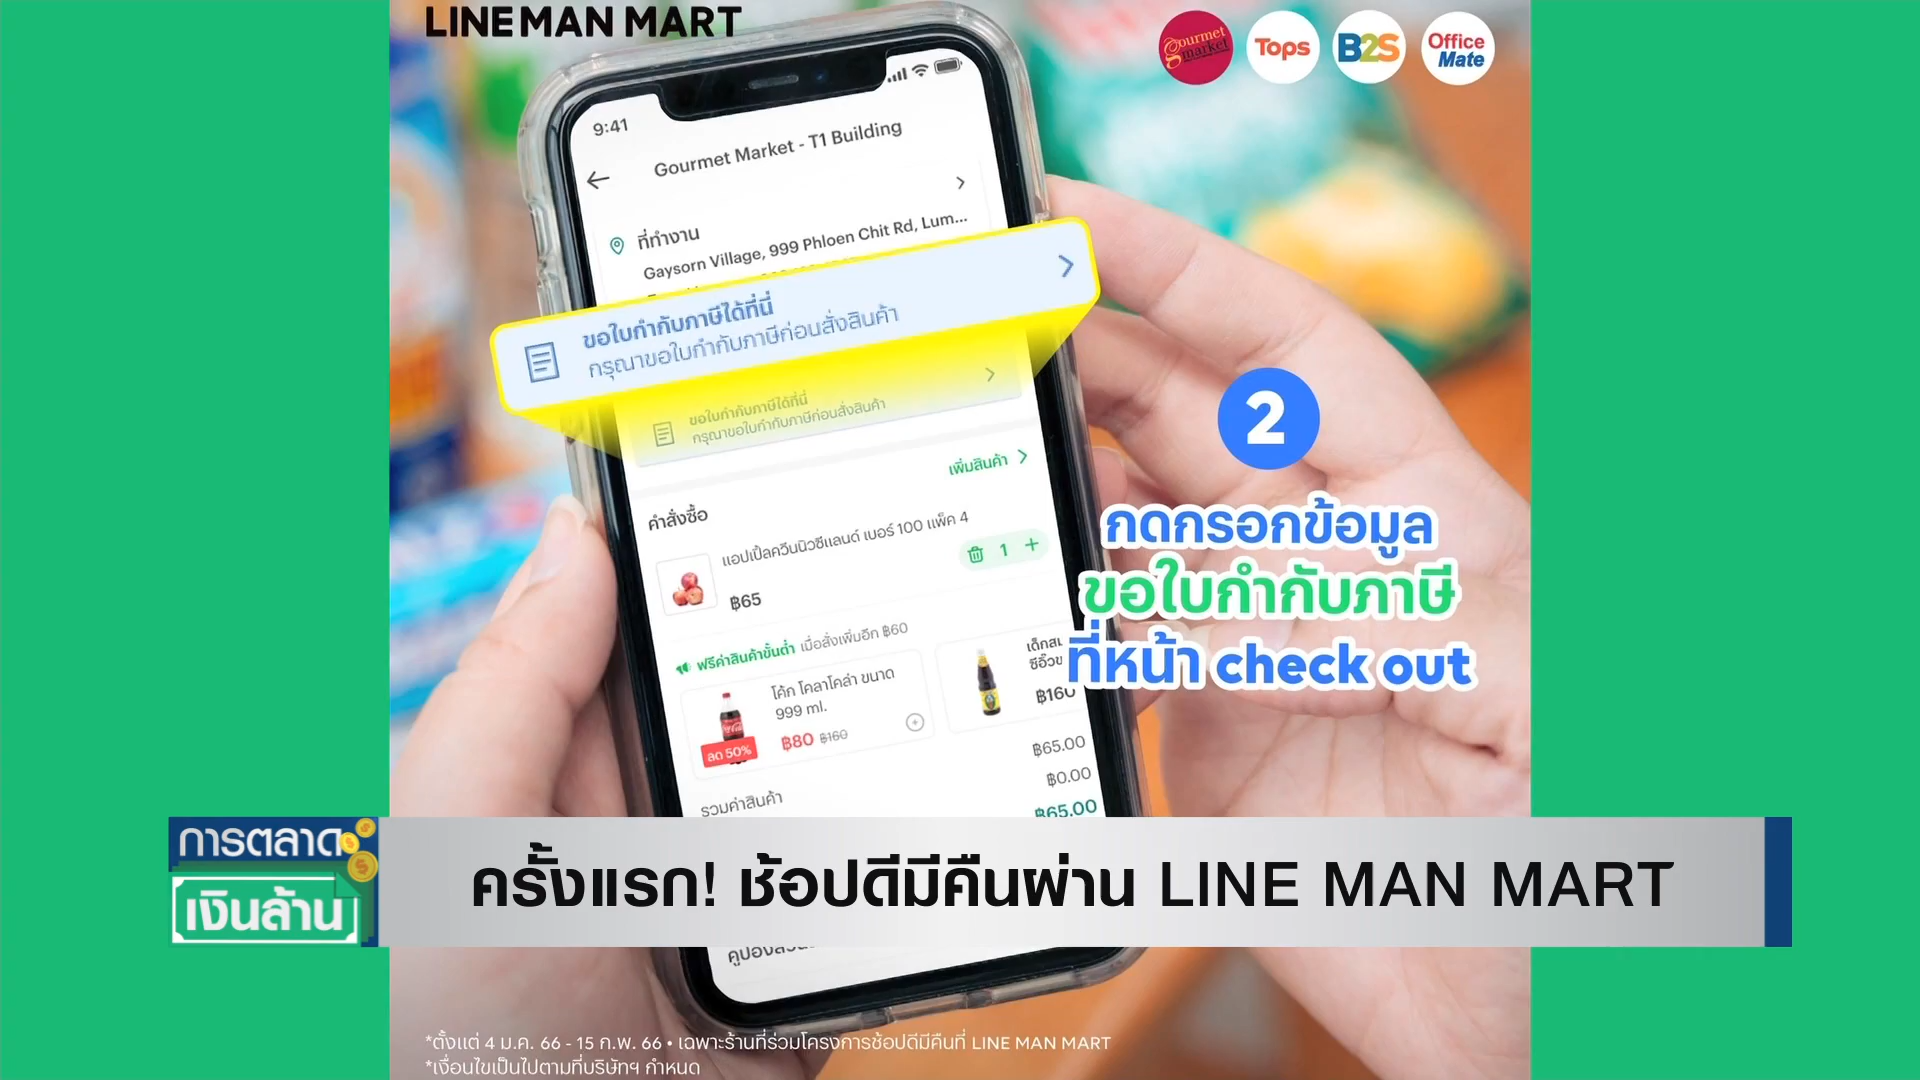 LINEMAN MART
Gourmet Market
Tops
B2S
Office Mate
9:41
Gourmet Market - T1 Building
ที่ทำงาน
Gaysorn Village, 999 Phloen Chit Rd, Lum...
ขอใบกำกับภาษีได้ที่นี่
กรุณาขอใบกำกับภาษีก่อนสั่งสินค้า
ขอใบกำกับภาษีได้ที่นี่
กรุณาขอใบกำกับภาษีก่อนสั่งสินค้า
เพิ่มสินค้า
คำสั่งซื้อ
แอปเปิ้ลควีนนิวซีแลนด์ เบอร์ 100 แพ็ค 4
1
฿65
ฟรีค่าสินค้าขั้นต่ำ เมื่อสั่งเพิ่มอีก ฿60
โค้ก โคลาโคล่า ขนาด
999 ml.
฿80 ฿160
ลด 50%
เด็กสม
ซีอิ๊วข
฿160
฿65.00
฿0.00
รวมค่าสินค้า
฿65.00
2
กดกรอกข้อมูล
ขอใบกำกับภาษี
ที่หน้า check out
การตลาด
เงินล้าน
ครั้งแรก! ช้อปดีมีคืนผ่าน LINE MAN MART
*ตั้งแต่ 4 ม.ค. 66 - 15 ก.พ. 66 • เฉพาะร้านที่ร่วมโครงการช้อปดีมีคืนที่ LINE MAN MART
*เงื่อนไขเป็นไปตามที่บริษัทฯ กำหนด